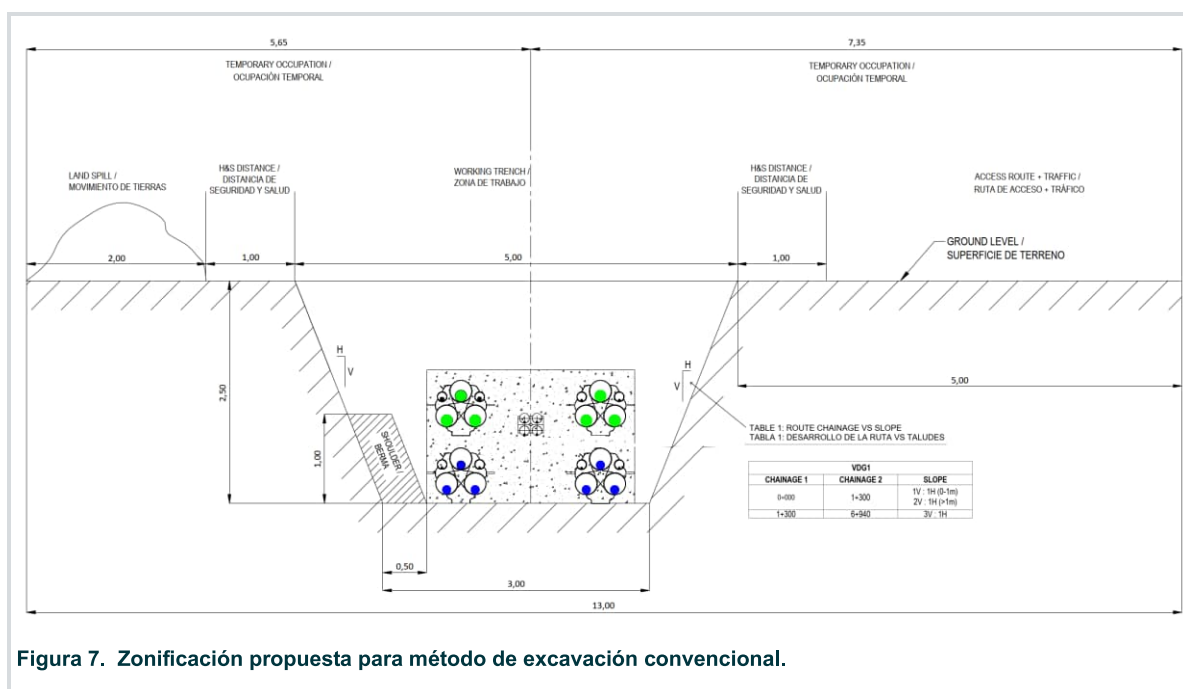 5,65
7,35
TEMPORARY OCCUPATION /
OCUPACIÓN TEMPORAL
TEMPORARY OCCUPATION /
OCUPACIÓN TEMPORAL
LAND SPILL /
MOVIMIENTO DE TIERRAS
H&S DISTANCE /
DISTANCIA DE
SEGURIDAD Y SALUD
WORKING TRENCH /
ZONA DE TRABAJO
H&S DISTANCE /
DISTANCIA DE
SEGURIDAD Y SALUD
ACCESS ROUTE + TRAFFIC /
RUTA DE ACCESO + TRÁFICO
GROUND LEVEL /
SUPERFICIE DE TERRENO
2,00
1,00
5,00
1,00
H
V
H
V
2,50
5,00
1,00
SHOULDER /
BERMA
TABLE 1: ROUTE CHAINAGE VS SLOPE
TABLA 1: DESARROLLO DE LA RUTA VS TALUDES
VDG1
CHAINAGE 1 CHAINAGE 2 SLOPE
0+000 1+300 1V : 1H (0-1m)
2V : 1H (>1m)
1+300 6+940 3V : 1H
0,50
3,00
13,00
Figura 7. Zonificación propuesta para método de excavación convencional.